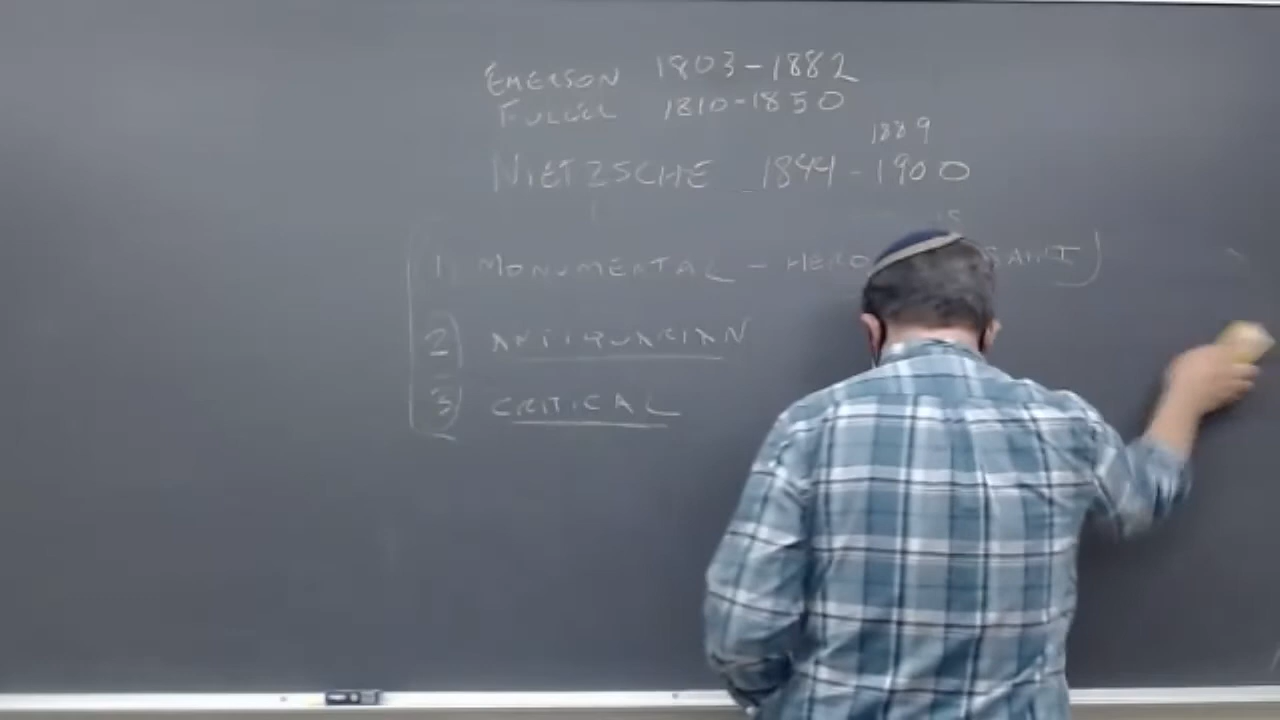 EMERSON 1803-1882
FULLER 1810-1850
1889
NIETZSCHE 1844-1900
1) MONUMENTAL - HERO
2) ANTIQUARIAN
3) CRITICAL